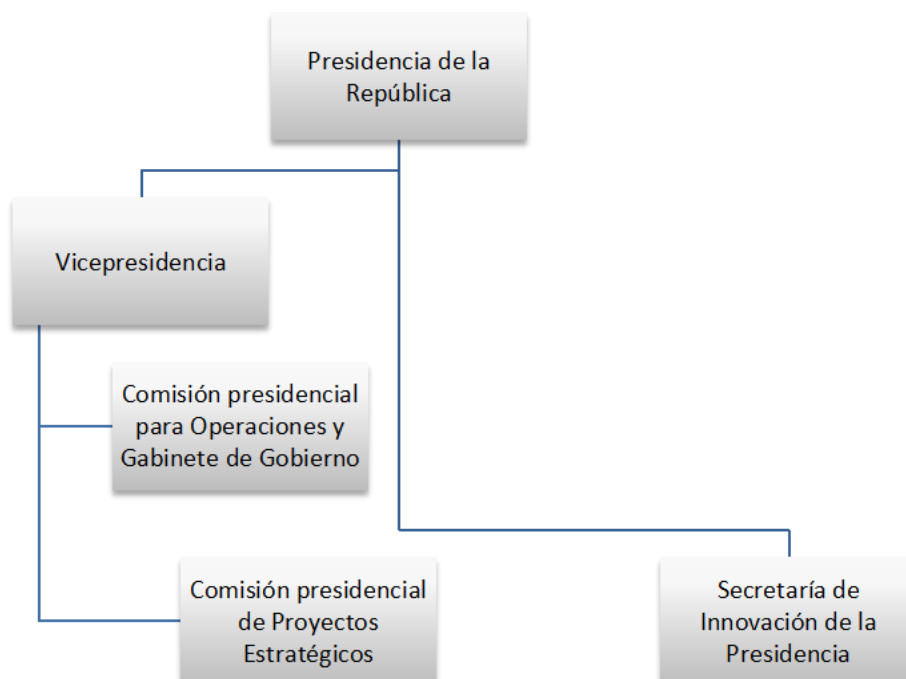 Presidencia de la
República
Vicepresidencia
Comisión presidencial
para Operaciones y
Gabinete de Gobierno
Comisión presidencial
de Proyectos
Estratégicos
Secretaría de
Innovación de la
Presidencia